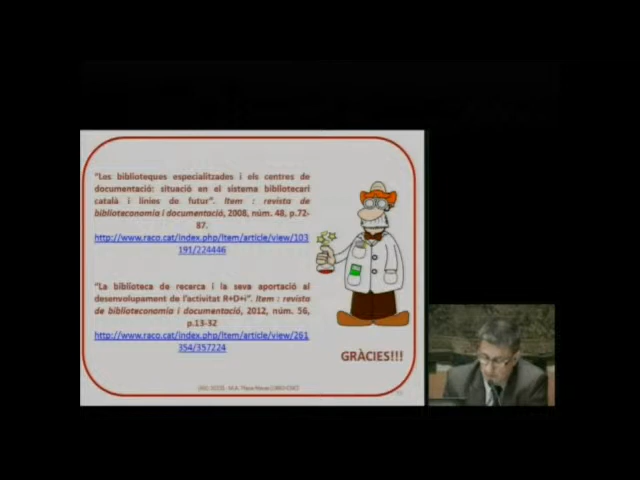 "Les biblioteques especialitzades i els centres de
documentació: situació en el sistema bibliotecari
català i línies de futur". Item : revista de
biblioteconomia i documentació, 2008, núm. 48, p.72-
87.
http://www.raco.cat/index.php/Item/article/view/103
191/224446
"La biblioteca de recerca i la seva aportació al
desenvolupament de l'activitat R+D+i". Item : revista
de biblioteconomia i documentació, 2012, núm. 56,
p.13-32
http://www.raco.cat/index.php/Item/article/view/261
354/357224
GRÀCIES!!!